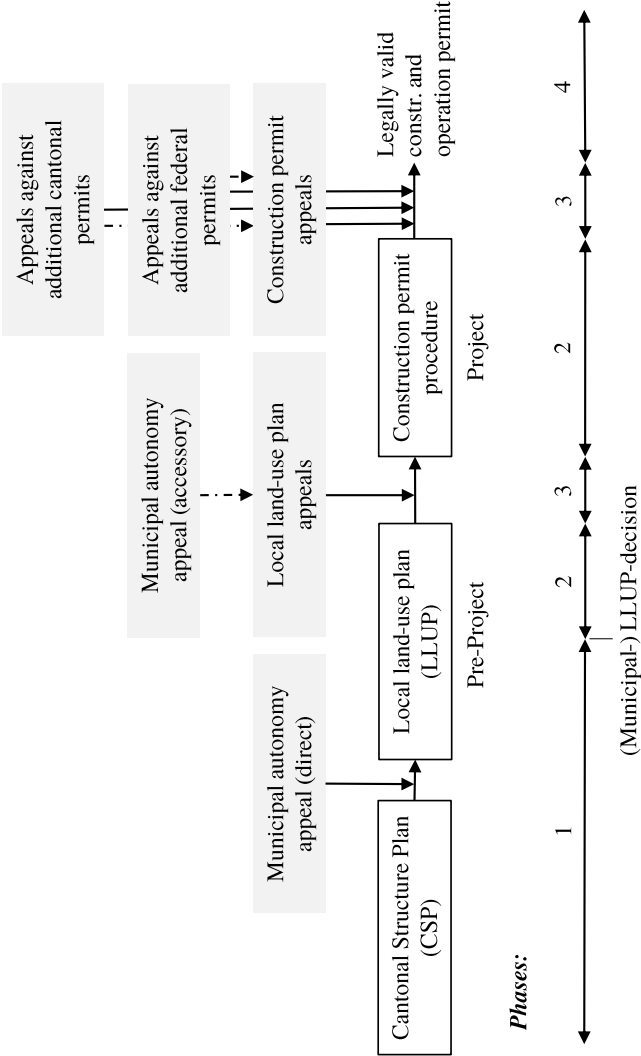 Appeals against
additional cantonal
permits
Appeals against
additional federal
permits
Municipal autonomy
appeal (accessory)
Municipal autonomy
appeal (direct)
Local land-use plan
appeals
Construction permit
appeals
Cantonal Structure Plan
(CSP)
Local land-use plan
(LLUP)
Construction permit
procedure
Legally valid
constr. and
operation permit
Pre-Project
Project
Phases:
1
2
3
2
3
4
(Municipal-) LLUP-decision